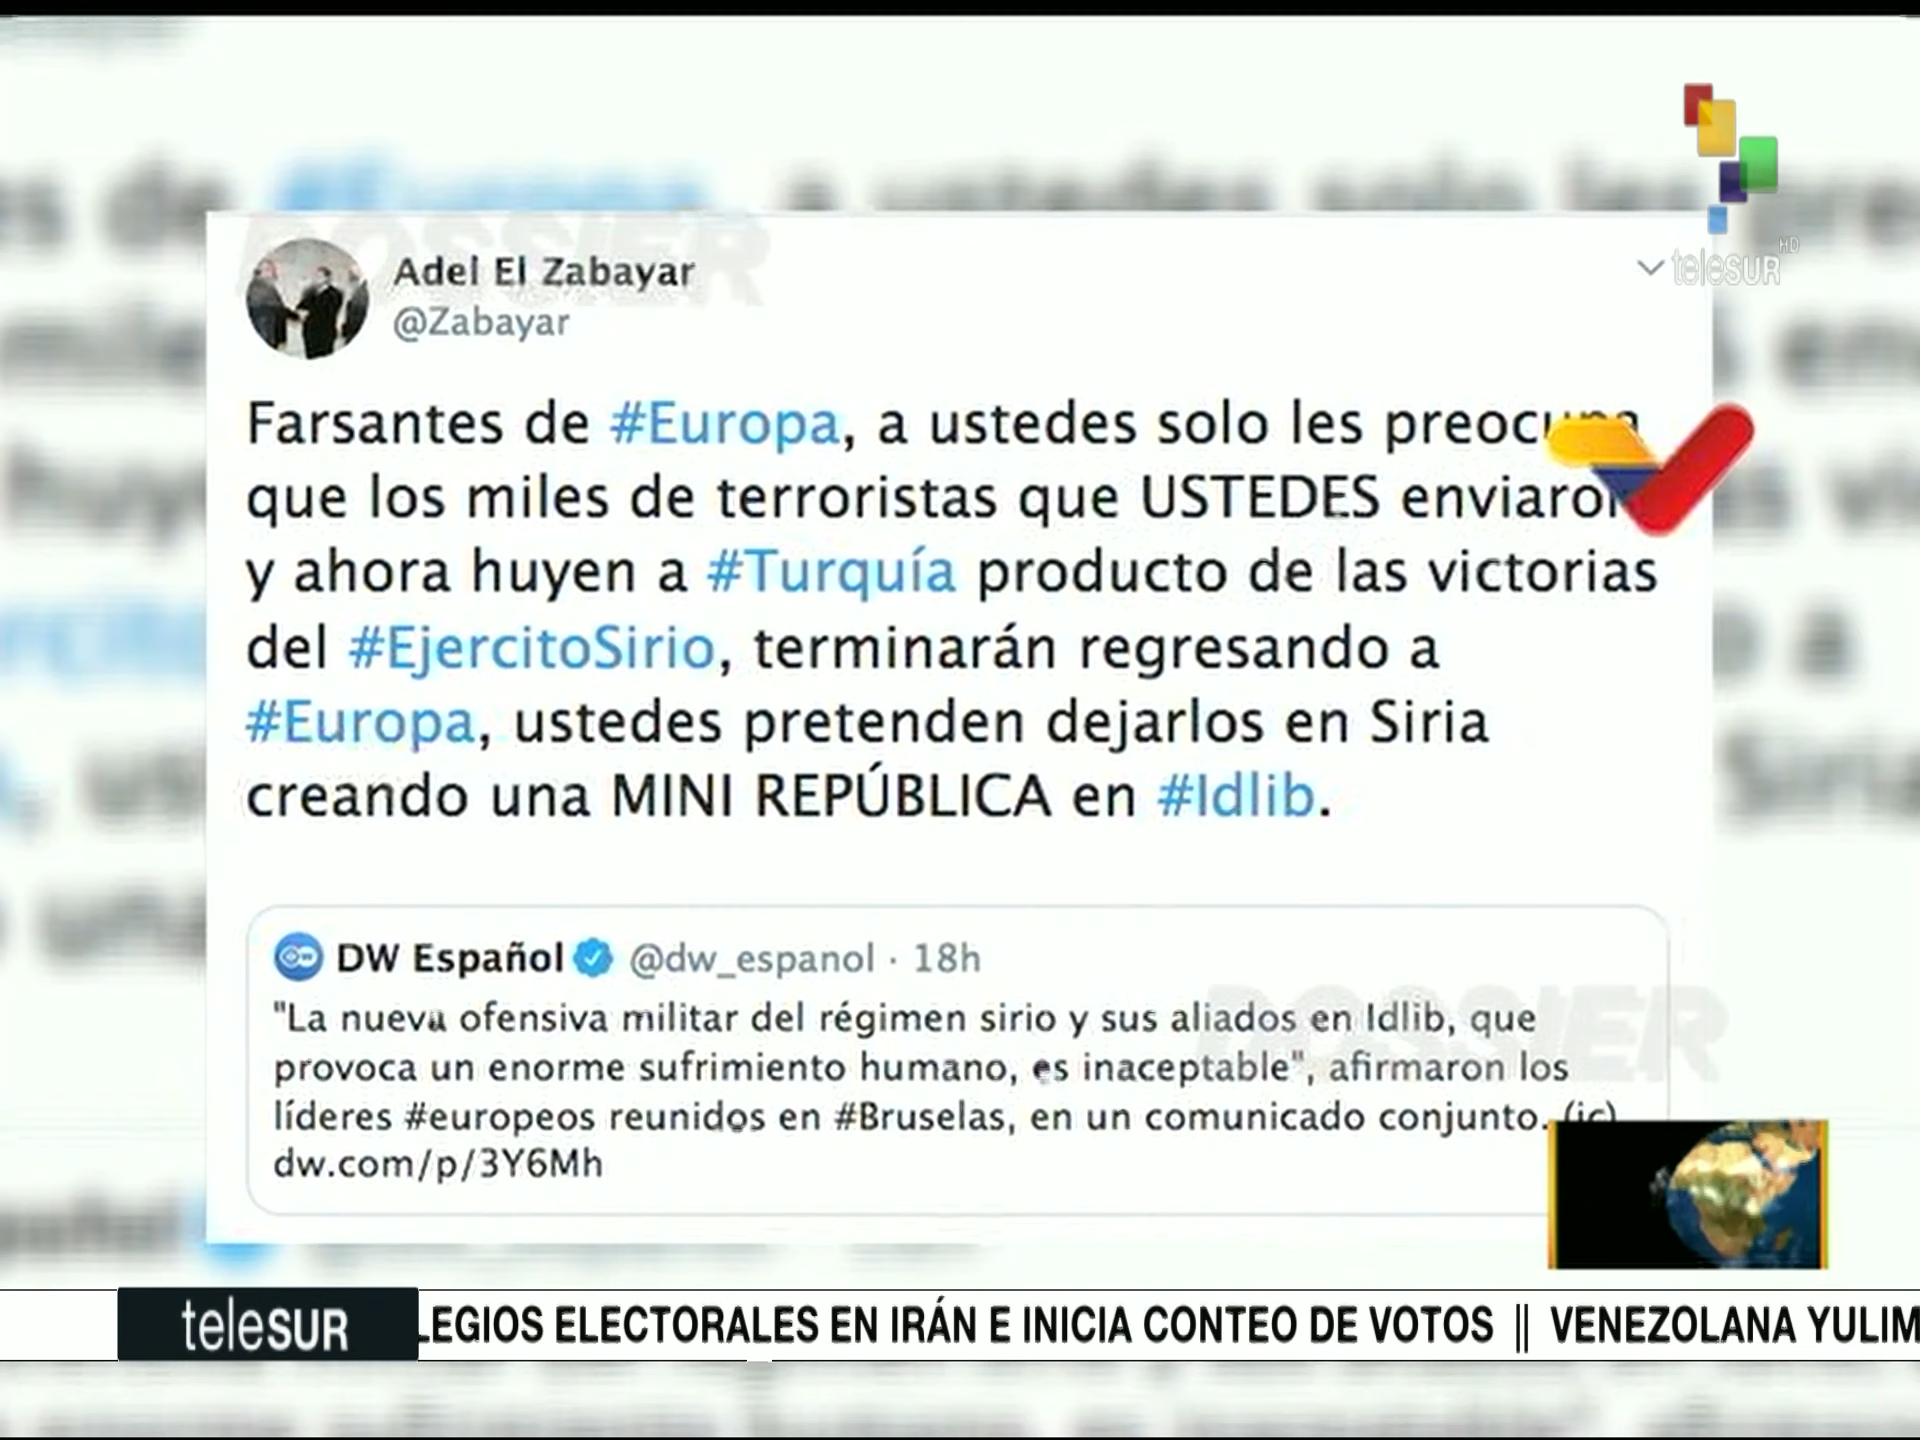 DOSSIER
Adel El Zabayar
@Zabayar
teleSUR HD
Farsantes de #Europa, a ustedes solo les preocupa
que los miles de terroristas que USTEDES enviaron
y ahora huyen a #Turquía producto de las victorias
del #EjercitoSirio, terminarán regresando a
#Europa, ustedes pretenden dejarlos en Siria
creando una MINI REPÚBLICA en #Idlib.
DW Español @dw_espanol · 18h
"La nueva ofensiva militar del régimen sirio y sus aliados en Idlib, que
provoca un enorme sufrimiento humano, es inaceptable", afirmaron los
líderes #europeos reunidos en #Bruselas, en un comunicado conjunto. (jc)
dw.com/p/3Y6Mh
DOSSIER
teleSUR LEGIOS ELECTORALES EN IRÁN E INICIA CONTEO DE VOTOS || VENEZOLANA YULIM